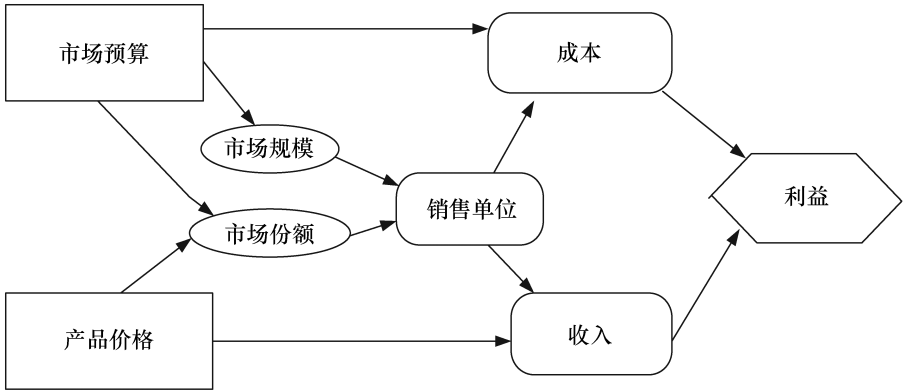 市场预算
成本
市场规模
利益
销售单位
市场份额
产品价格
收入